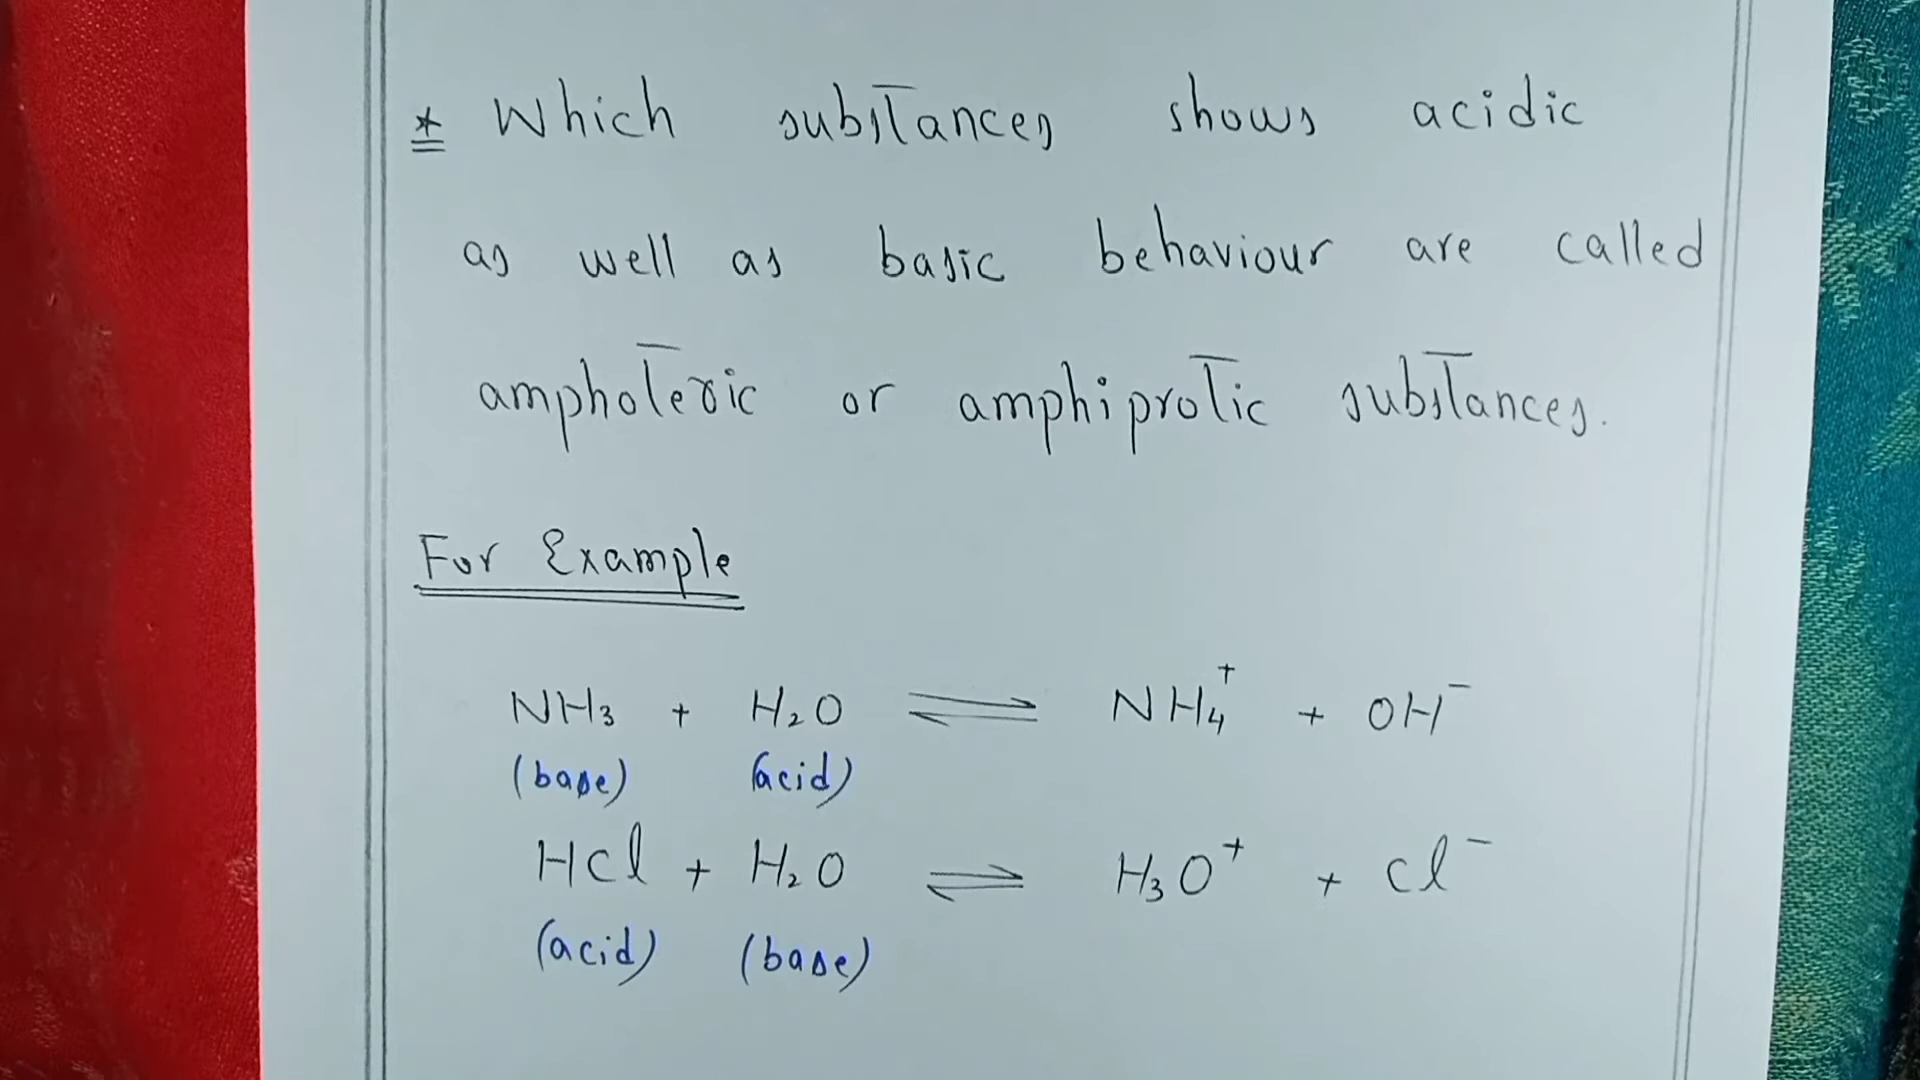 * Which substances shows acidic
as well as basic behaviour are called
amphoteric or amphiprotic substances.
For Example
NH₃ + H₂O ⇌ NH₄⁺ + OH⁻
(base) (acid)
HCl + H₂O ⇌ H₃O⁺ + Cl⁻
(acid) (base)